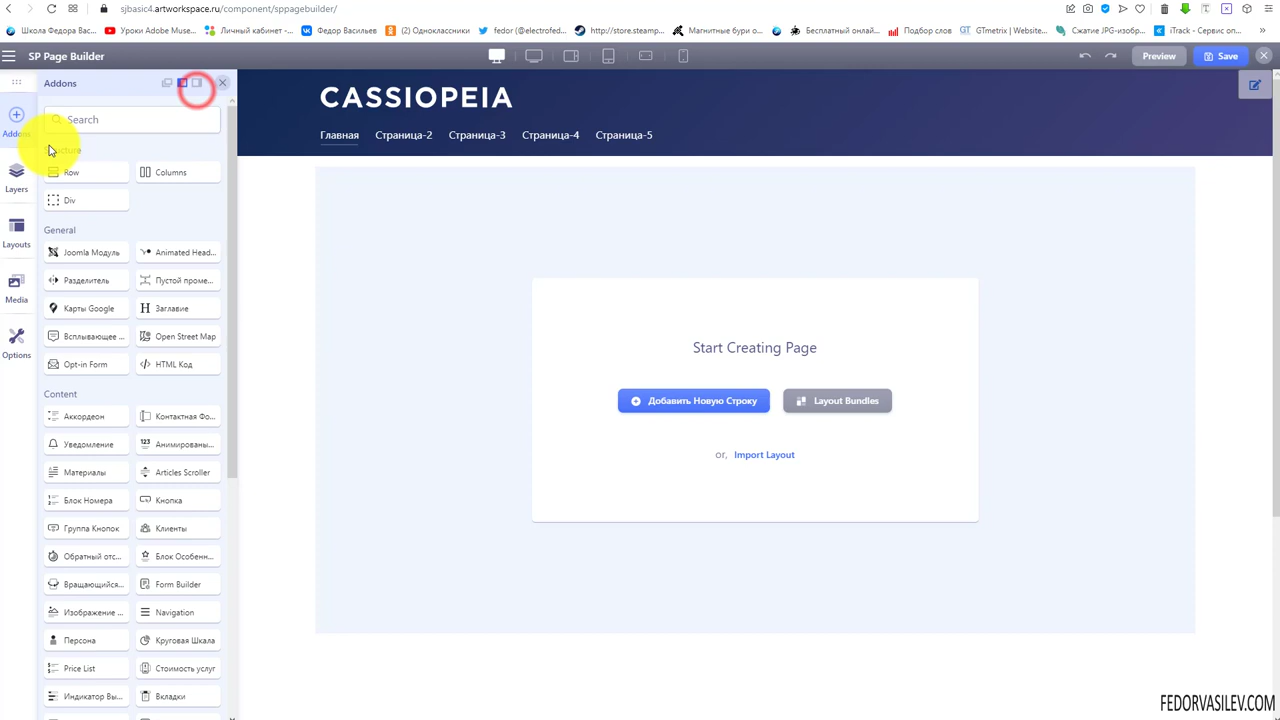 sjbasic4.artworkspace.ru/component/sppagebuilder/
Школа Федора Вас...
Уроки Adobe Muse...
Личный кабинет -...
Федор Васильев
(2) Одноклассники
fedor (@electrofed...
http://store.steamp...
Магнитные бури о...
Бесплатный онлай...
Подбор слов
GTmetrix | Website...
Сжатие JPG-изобр...
iTrack - Сервис оп...
SP Page Builder
Preview
Save
Addons
Search
CASSIOPEIA
Главная Страница-2 Страница-3 Страница-4 Страница-5
Addons
Layers
Layouts
Media
Options
Row
Columns
Div
General
Joomla Модуль
Animated Head...
Разделитель
Пустой проме...
Карты Google
Заглавие
Всплывающее ...
Open Street Map
Opt-in Form
HTML Код
Content
Аккордеон
Контактная Фо...
Уведомление
Анимированы...
Материалы
Articles Scroller
Блок Номера
Кнопка
Группа Кнопок
Клиенты
Обратный отс...
Блок Особенн...
Вращающийся...
Form Builder
Изображение ...
Navigation
Персона
Круговая Шкала
Price List
Стоимость услуг
Индикатор Вы...
Вкладки
Start Creating Page
Добавить Новую Строку
Layout Bundles
or, Import Layout
FEDORVASILEV.COM